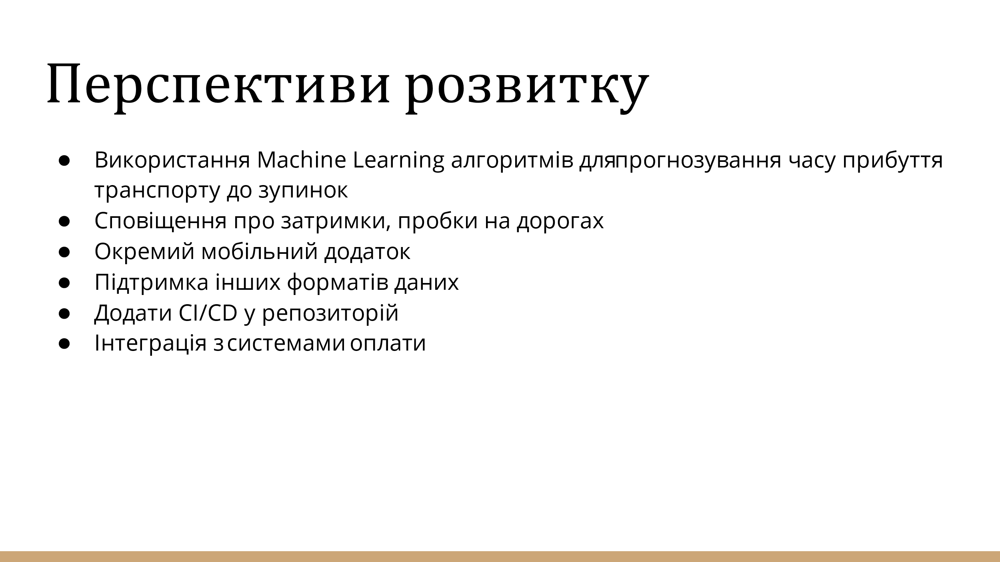 Перспективи розвитку
● Використання Machine Learning алгоритмів дляпрогнозування часу прибуття
транспорту до зупинок
● Сповіщення про затримки, пробки на дорогах
● Окремий мобільний додаток
● Підтримка інших форматів даних
● Додати CI/CD у репозиторій
● Інтеграція з системами оплати